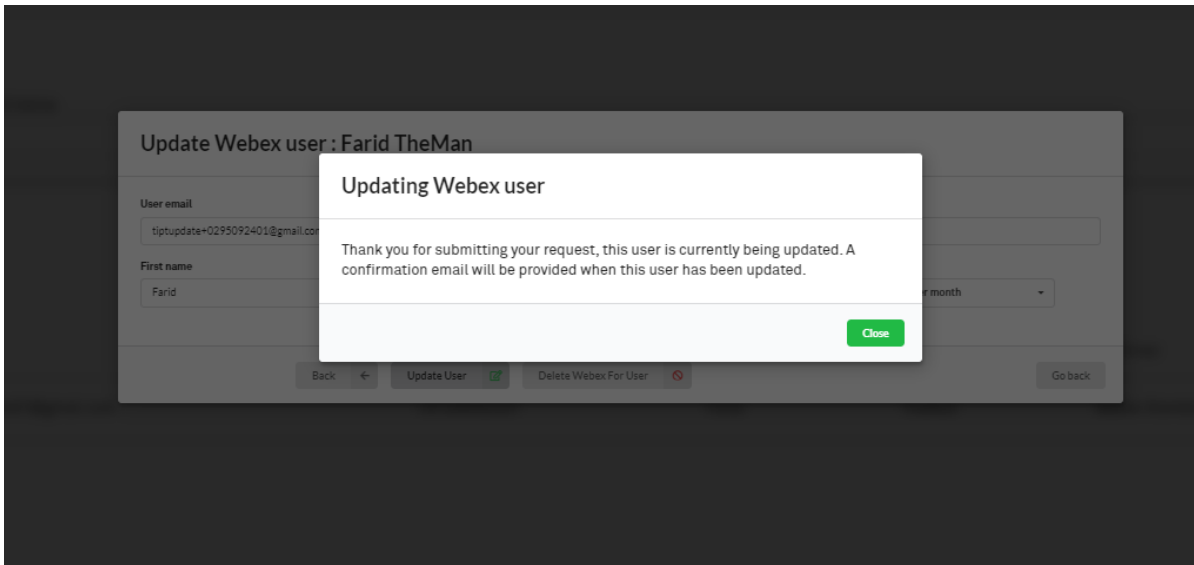 Update Webex user : Farid TheMan
Updating Webex user
User email
tiptupdate+0295092401@gmail.com
Thank you for submitting your request, this user is currently being updated. A
confirmation email will be provided when this user has been updated.
First name
Farid
month
Close
Back
Update User
Delete Webex For User
Go back